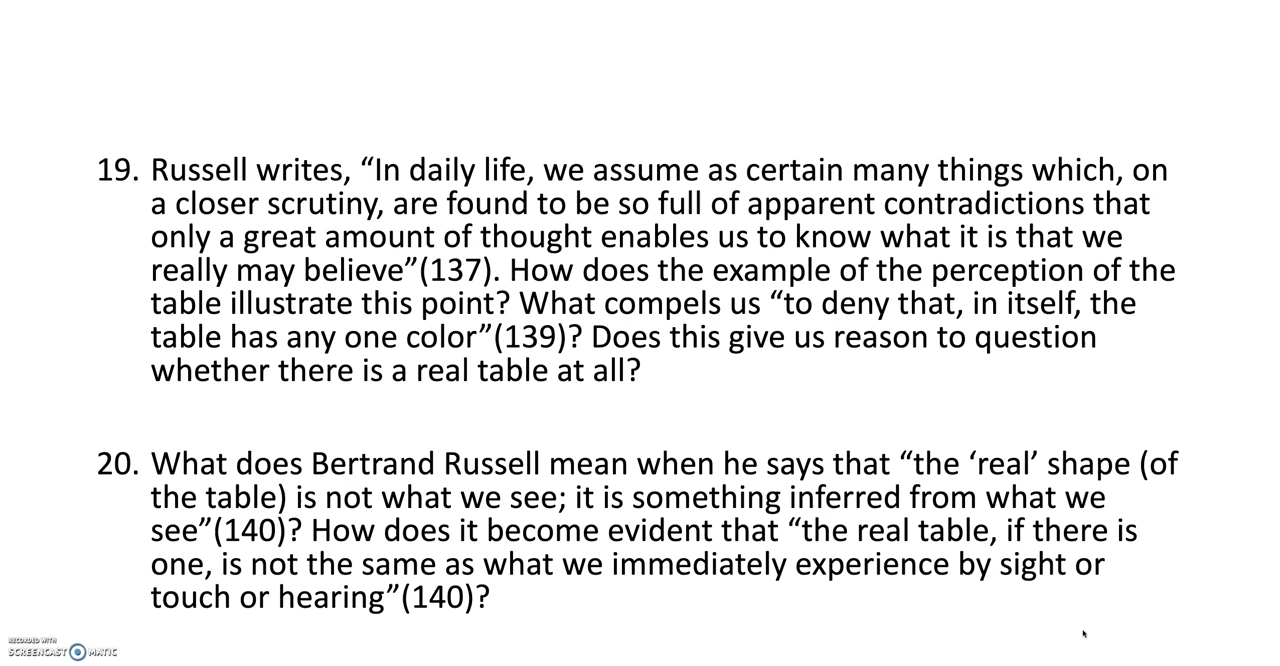 19. Russell writes, “In daily life, we assume as certain many things which, on
a closer scrutiny, are found to be so full of apparent contradictions that
only a great amount of thought enables us to know what it is that we
really may believe”(137). How does the example of the perception of the
table illustrate this point? What compels us “to deny that, in itself, the
table has any one color”(139)? Does this give us reason to question
whether there is a real table at all?
20. What does Bertrand Russell mean when he says that “the ‘real’ shape (of
the table) is not what we see; it is something inferred from what we
see”(140)? How does it become evident that “the real table, if there is
one, is not the same as what we immediately experience by sight or
touch or hearing”(140)?
RECORDED WITH
SCREENCAST MATIC